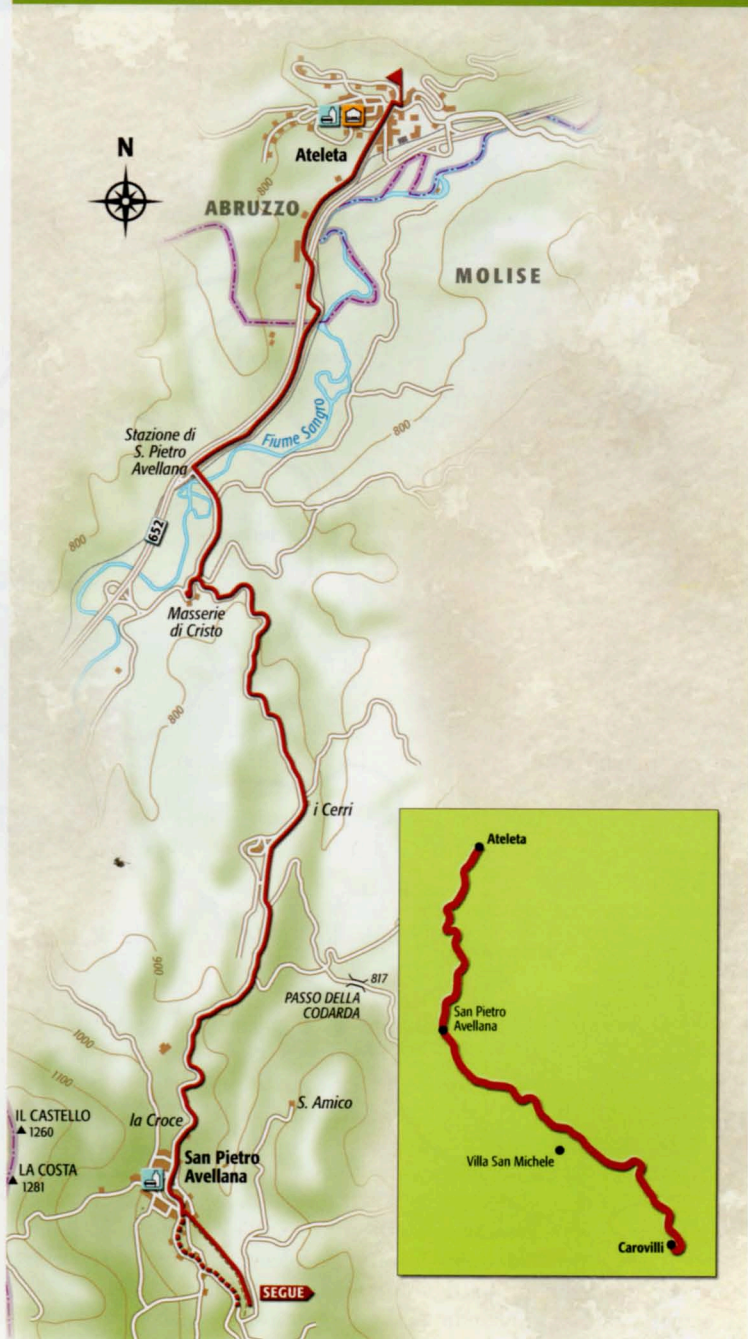 Ateleta
N
800
ABRUZZO
MOLISE
Stazione di
S. Pietro
Avellana
Fiume Sangro
800
652
800
Masserie
di Cristo
800
i Cerri
Ateleta
900
817
PASSO DELLA
CODARDA
San Pietro
Avellana
1000
1100
S. Amico
IL CASTELLO
1260
la Croce
Villa San Michele
San Pietro
Avellana
LA COSTA
1281
Carovilli
SEGUE